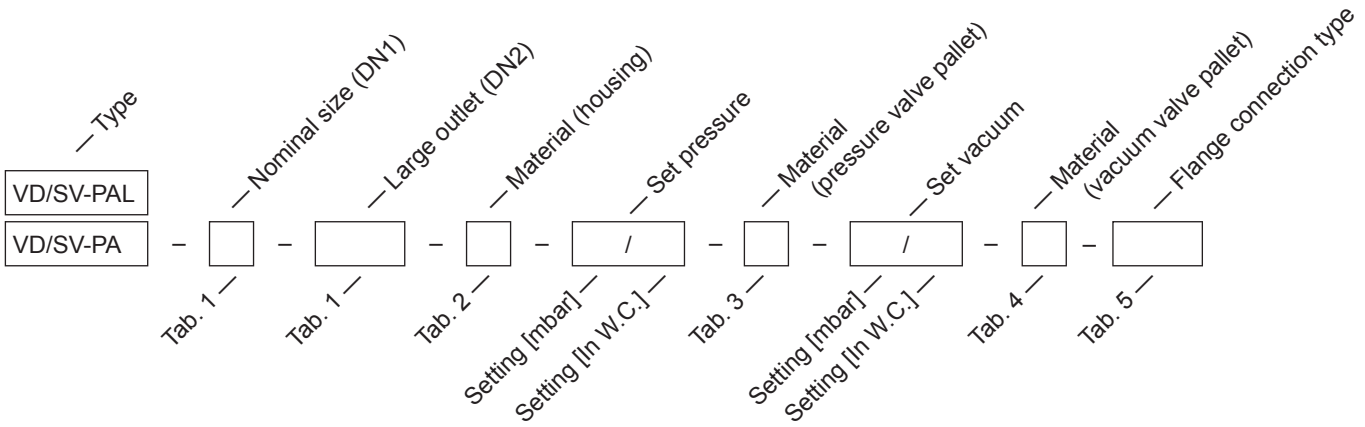 — Type
— Nominal size (DN1)
— Large outlet (DN2)
— Material (housing)
— Set pressure
— Material
(pressure valve pallet)
— Set vacuum
— Material
(vacuum valve pallet)
— Flange connection type
VD/SV-PAL
VD/SV-PA – – – – / – – / – –
Tab. 1 —
Tab. 1 —
Tab. 2 —
Setting [mbar] —
Setting [In W.C.] —
Tab. 3 —
Setting [mbar] —
Setting [In W.C.] —
Tab. 4 —
Tab. 5 —